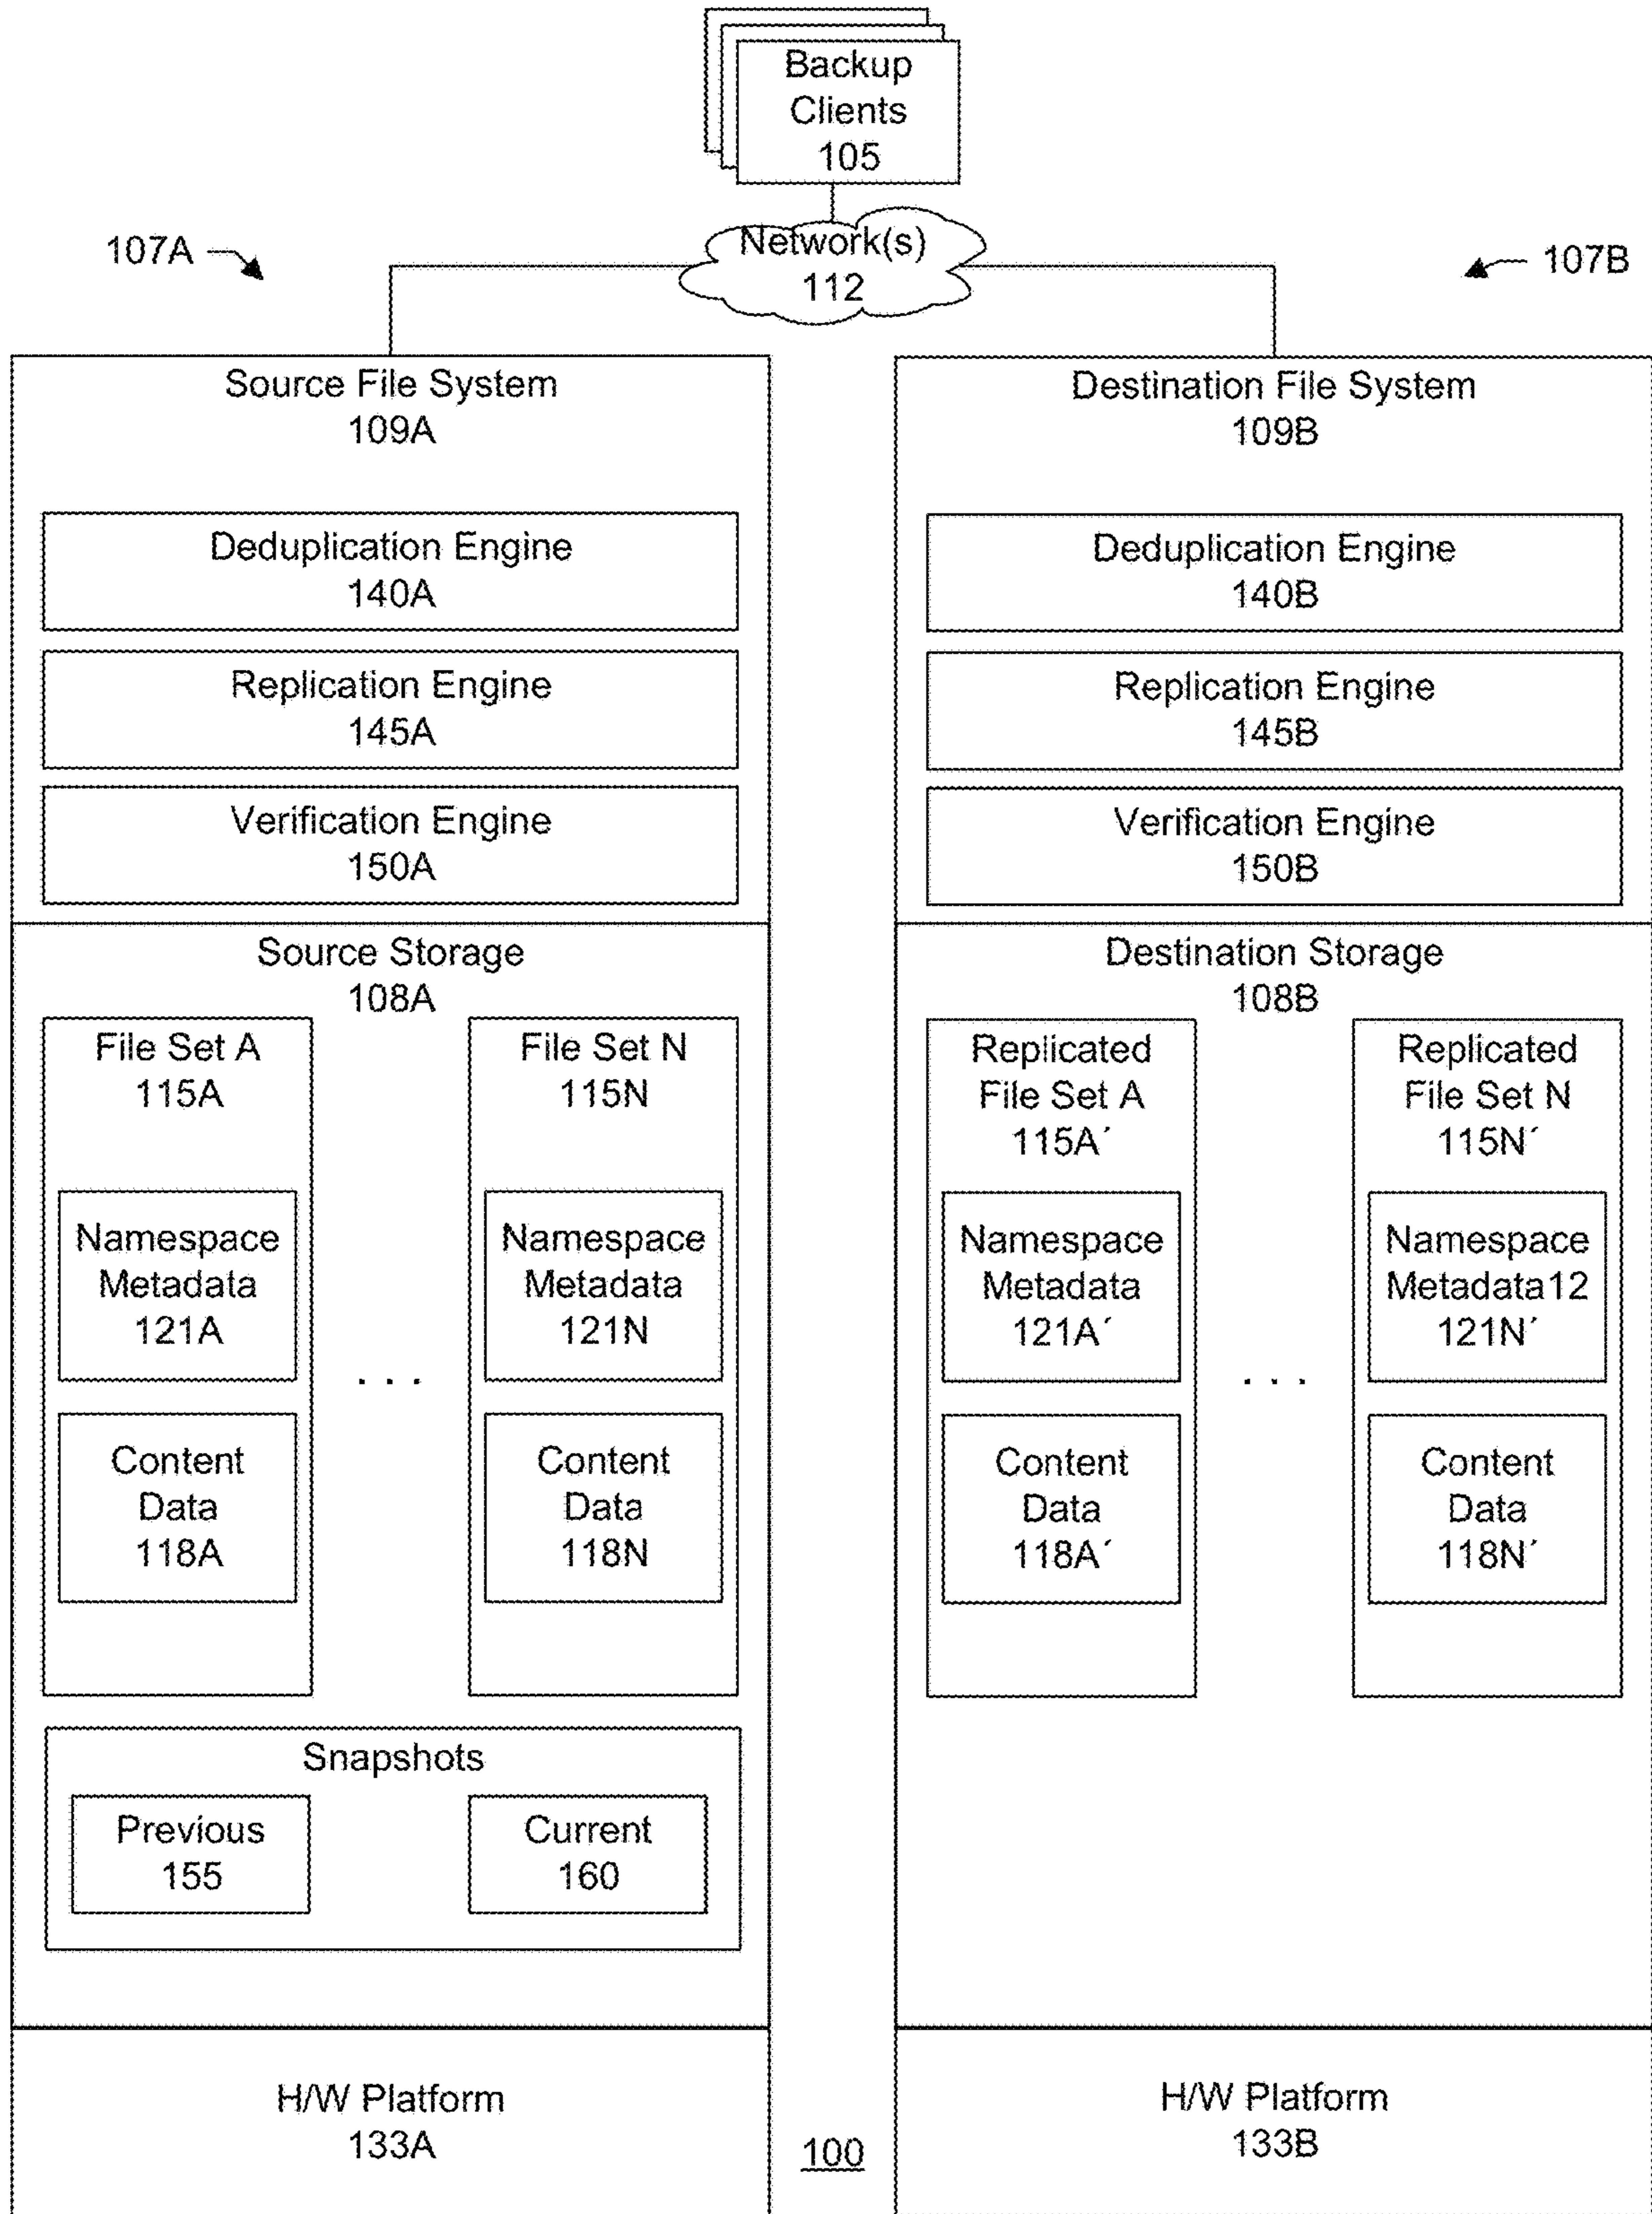 Backup
Clients
105
Network(s)
112
107A
107B
Source File System
109A
Deduplication Engine
140A
Replication Engine
145A
Verification Engine
150A
Source Storage
108A
File Set A
115A
Namespace
Metadata
121A
Content
Data
118A
. . .
File Set N
115N
Namespace
Metadata
121N
Content
Data
118N
Snapshots
Previous
155
Current
160
H/W Platform
133A
Destination File System
109B
Deduplication Engine
140B
Replication Engine
145B
Verification Engine
150B
Destination Storage
108B
Replicated
File Set A
115A´
Namespace
Metadata
121A´
Content
Data
118A´
. . .
Replicated
File Set N
115N´
Namespace
Metadata12
121N´
Content
Data
118N´
H/W Platform
133B
100